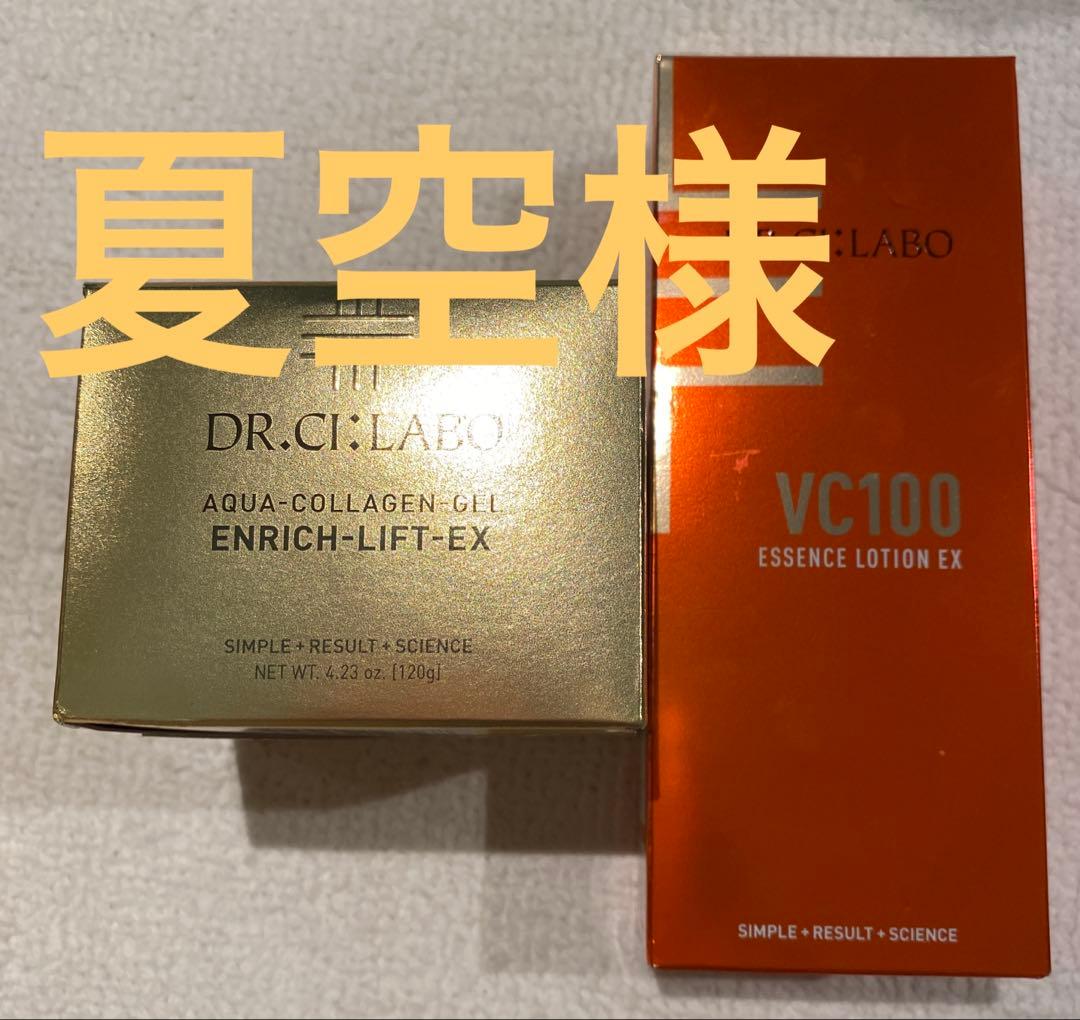 夏空様
DR.CI:LABO
AQUA-COLLAGEN-GEL
ENRICH-LIFT-EX
SIMPLE+RESULT+SCIENCE
NET WT. 4.23 oz. [120g]
CI:LABO
VC100
ESSENCE LOTION EX
SIMPLE+RESULT+SCIENCE